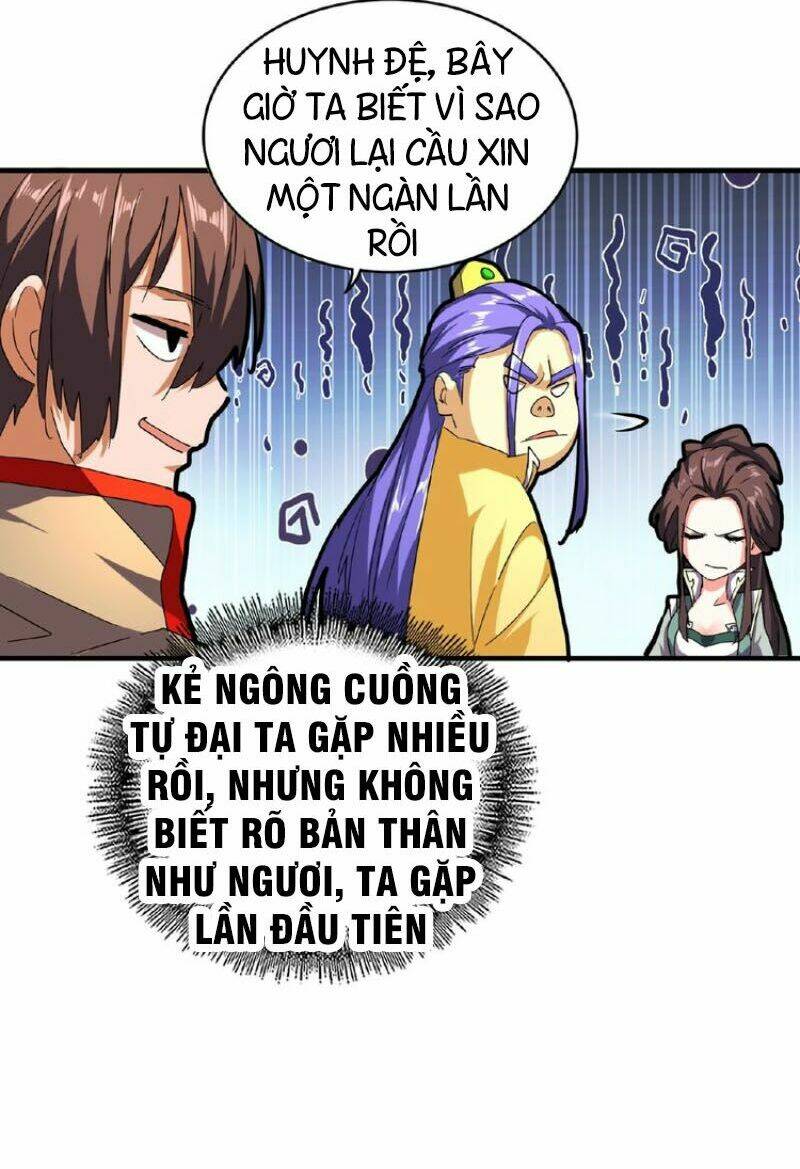 HUYNH ĐỆ, BÂY
GIỜ TA BIẾT VÌ SAO
NGƯƠI LẠI CẦU XIN
MỘT NGÀN LẦN
RỒI
KẺ NGÔNG CUỒNG
TỰ ĐẠI TA GẶP NHIỀU
RỒI, NHƯNG KHÔNG
BIẾT RÕ BẢN THÂN
NHƯ NGƯƠI, TA GẶP
LẦN ĐẦU TIÊN